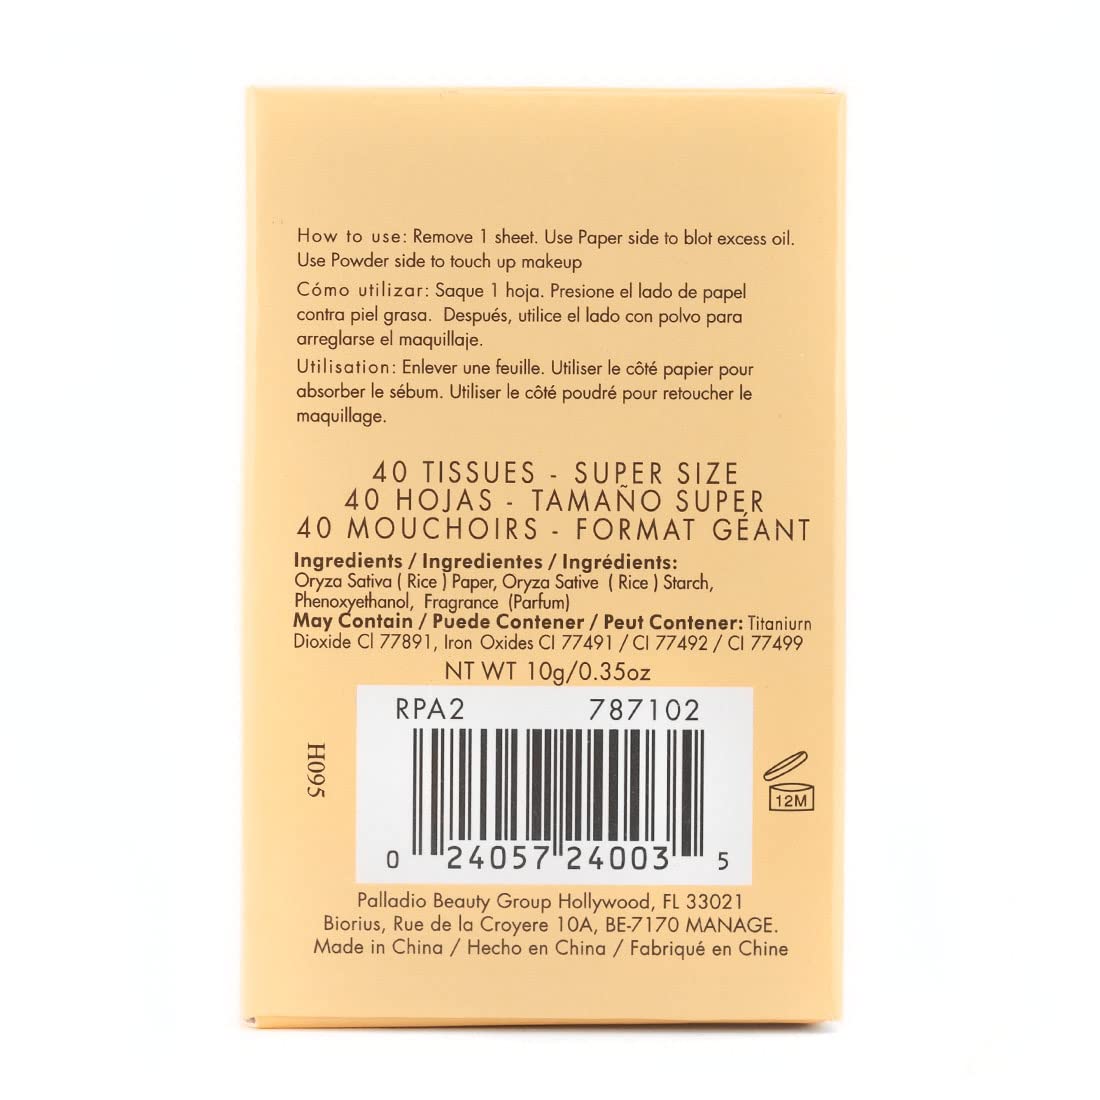 How to use: Remove 1 sheet. Use Paper side to blot excess oil.
Use Powder side to touch up makeup
Cómo utilizar: Saque 1 hoja. Presione el lado de papel
contra piel grasa. Después, utilice el lado con polvo para
arreglarse el maquillaje.
Utilisation: Enlever une feuille. Utiliser le côté papier pour
absorber le sébum. Utiliser le côté poudré pour retoucher le
maquillage.
40 TISSUES - SUPER SIZE
40 HOJAS - TAMAÑO SUPER
40 MOUCHOIRS - FORMAT GÉANT
Ingredients / Ingredientes / Ingrédients:
Oryza Sativa ( Rice ) Paper, Oryza Sative ( Rice ) Starch,
Phenoxyethanol, Fragrance (Parfum)
May Contain / Puede Contener / Peut Contener: Titanium
Dioxide CI 77891, Iron Oxides CI 77491 / CI 77492 / CI 77499
NT WT 10g/0.35oz
RPA2 787102
H095
12M
0 24057 24003 5
Palladio Beauty Group Hollywood, FL 33021
Biorius, Rue de la Croyere 10A, BE-7170 MANAGE.
Made in China / Hecho en China / Fabriqué en Chine